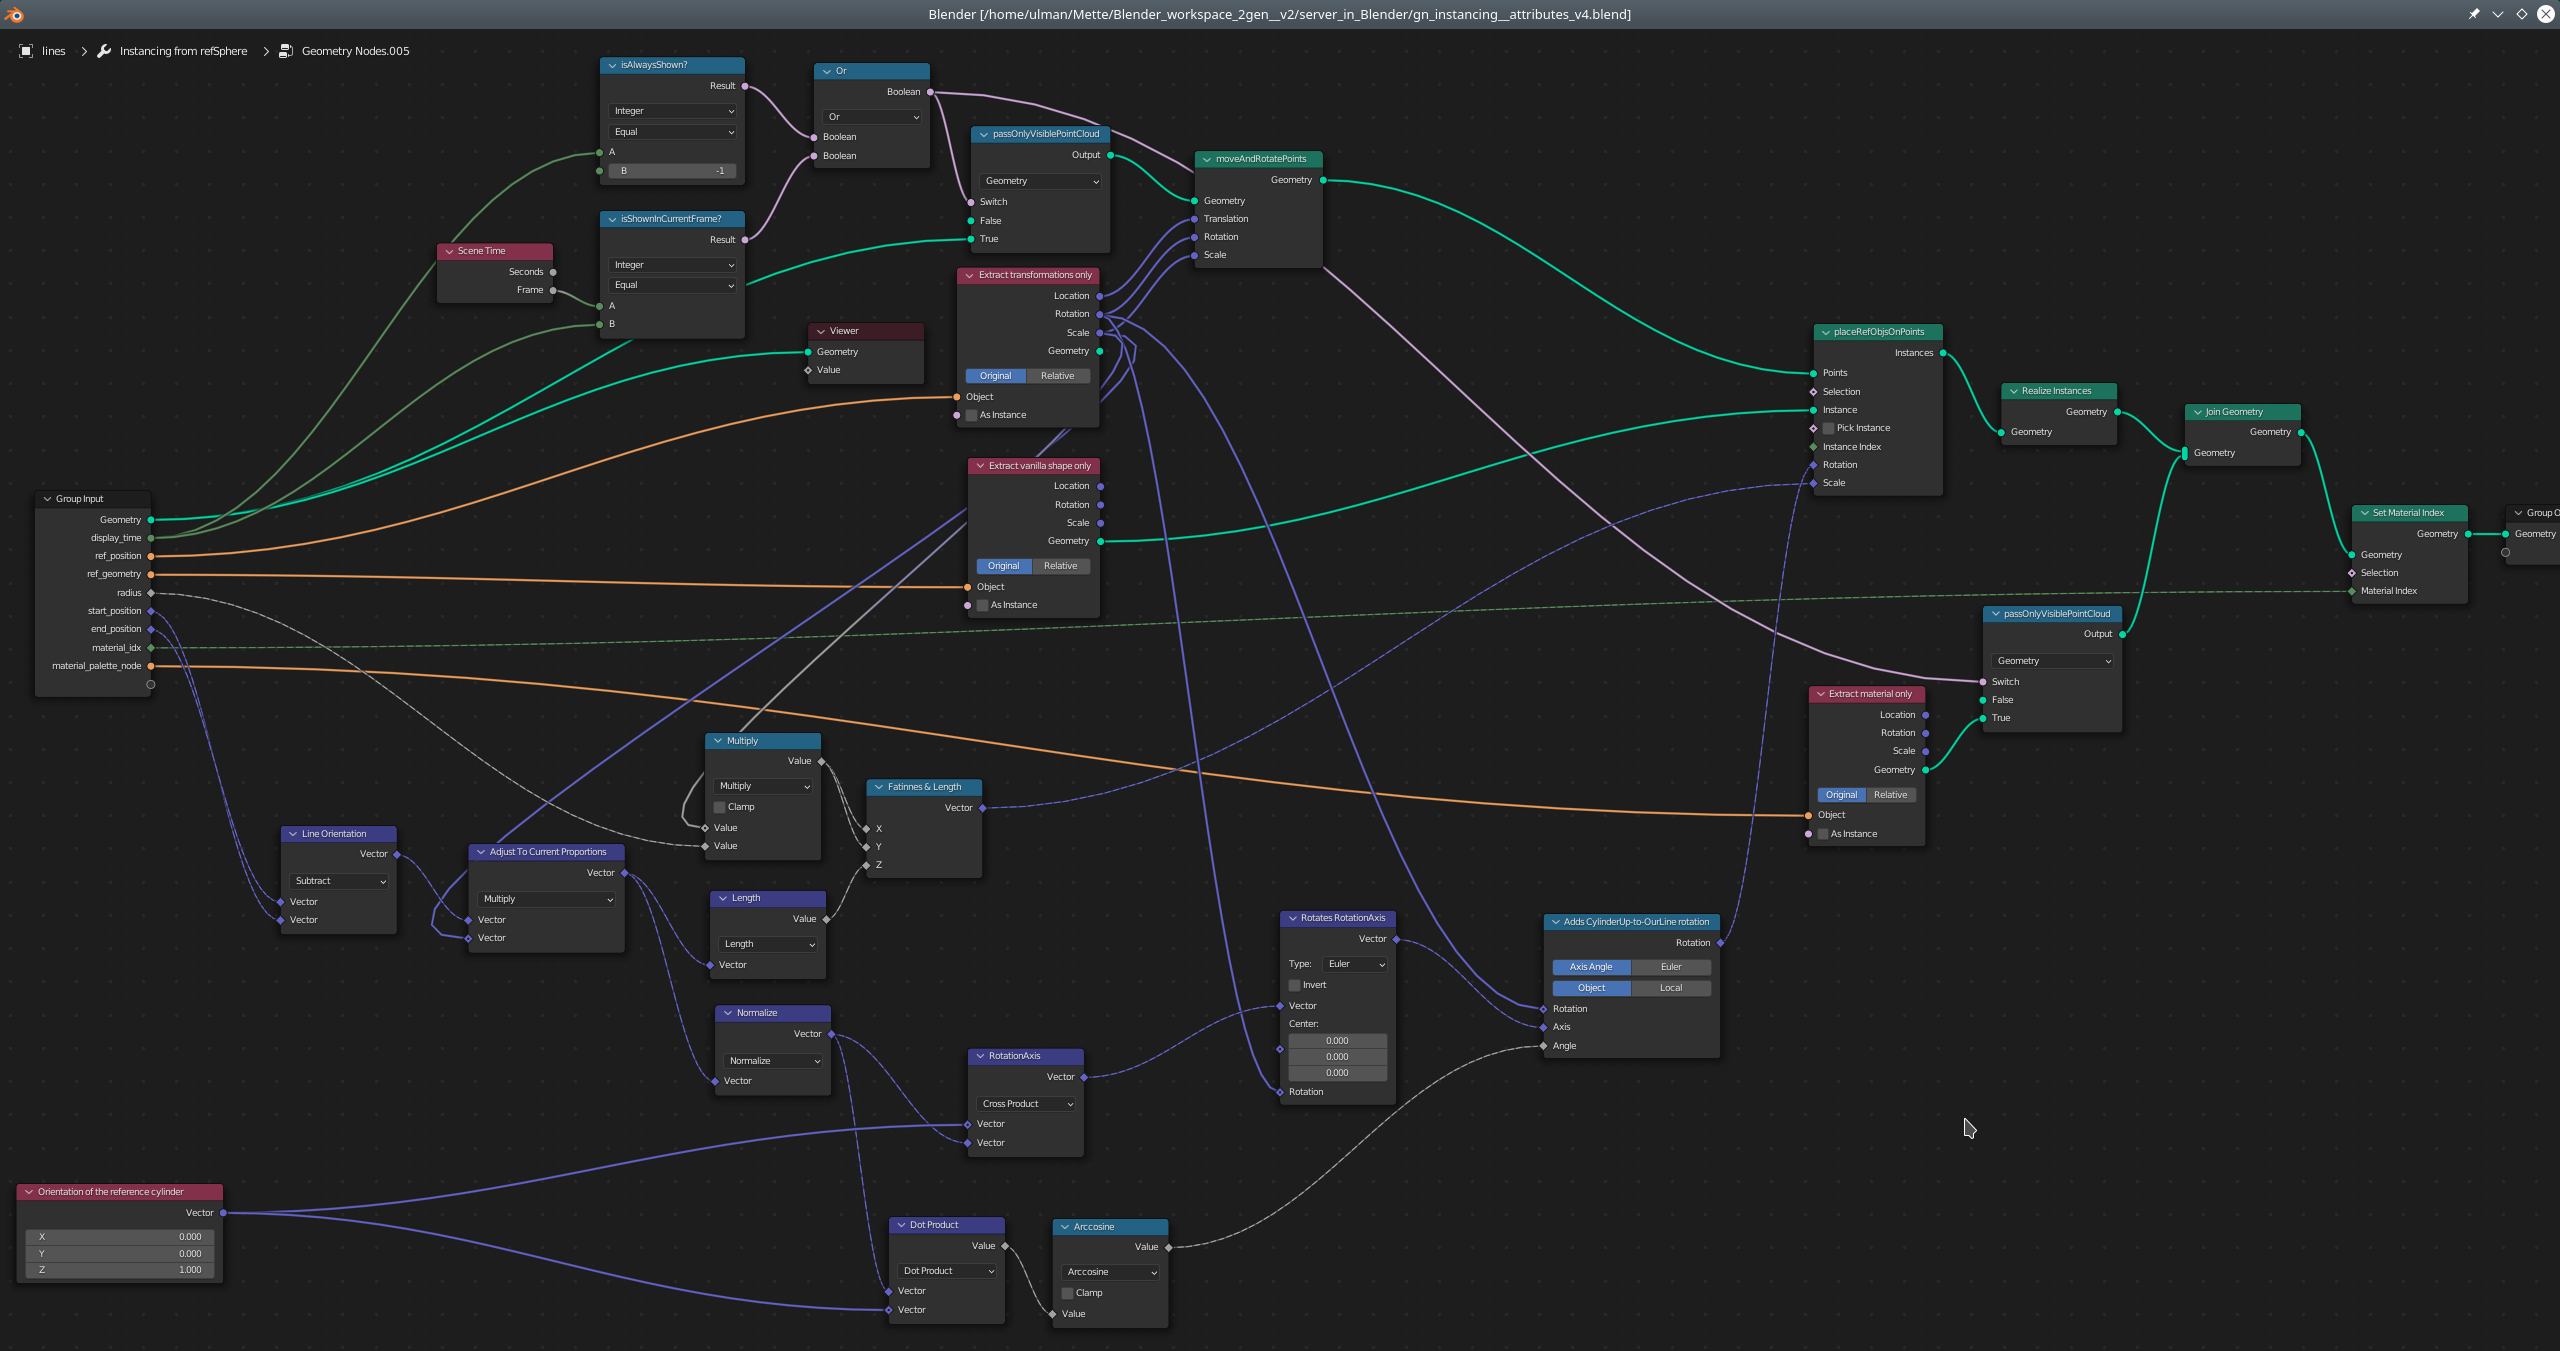 Blender [/home/ulman/Mette/Blender_workspace_2gen__v2/server_in_Blender/gn_instancing__attributes_v4.blend]
lines > Instancing from refSphere > Geometry Nodes.005
isAlwaysShown?
Result
Integer
Equal
A
B -1
Or
Boolean
Or
Boolean
Boolean
passOnlyVisiblePointCloud
Output
Geometry
Switch
False
True
moveAndRotatePoints
Geometry
Geometry
Translation
Rotation
Scale
isShownInCurrentFrame?
Result
Integer
Equal
A
B
Scene Time
Seconds
Frame
Viewer
Geometry
Value
Extract transformations only
Location
Rotation
Scale
Geometry
Original Relative
Object
As Instance
placeRefObjsOnPoints
Instances
Points
Selection
Instance
Pick Instance
Instance Index
Rotation
Scale
Realize Instances
Geometry
Geometry
Join Geometry
Geometry
Geometry
Extract vanilla shape only
Location
Rotation
Scale
Geometry
Original Relative
Object
As Instance
Group Input
Geometry
display_time
ref_position
ref_geometry
radius
start_position
end_position
material_idx
material_palette_node
Set Material Index
Geometry
Geometry
Selection
Material Index
Group O
Geometry
passOnlyVisiblePointCloud
Output
Geometry
Switch
False
True
Extract material only
Location
Rotation
Scale
Geometry
Original Relative
Object
As Instance
Multiply
Value
Multiply
Clamp
Value
Value
Fatinnes & Length
Vector
X
Y
Z
Line Orientation
Vector
Subtract
Vector
Vector
Adjust To Current Proportions
Vector
Multiply
Vector
Vector
Length
Value
Length
Vector
Normalize
Vector
Normalize
Vector
RotationAxis
Vector
Cross Product
Vector
Vector
Rotates RotationAxis
Vector
Type: Euler
Invert
Vector
Center:
0.000
0.000
0.000
Rotation
Adds CylinderUp-to-OurLine rotation
Rotation
Axis Angle Euler
Object Local
Rotation
Axis
Angle
Orientation of the reference cylinder
Vector
X 0.000
Y 0.000
Z 1.000
Dot Product
Value
Dot Product
Vector
Vector
Arccosine
Value
Arccosine
Clamp
Value